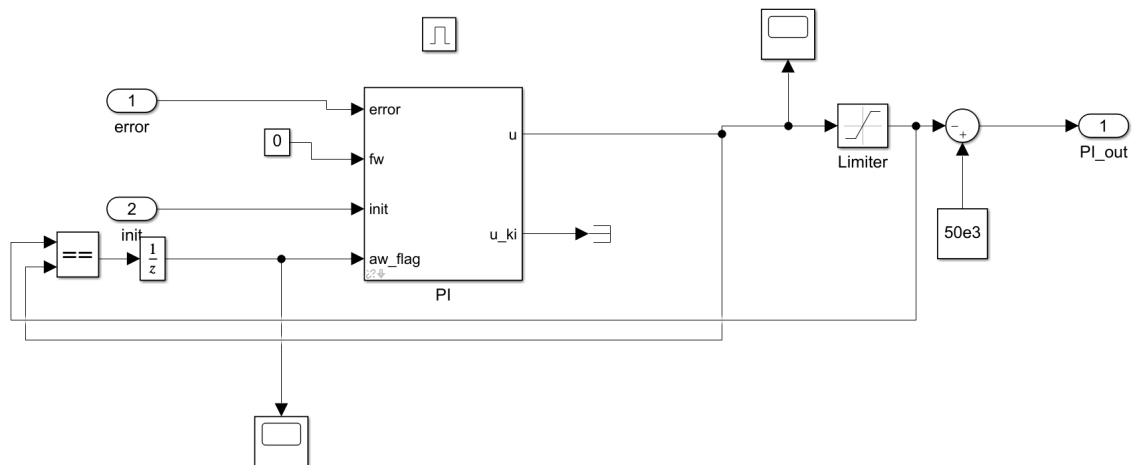 1
error
error
u
0
fw
Limiter
1
PI_out
2
init
init
50e3
u_ki
==
1
z
aw_flag
PI